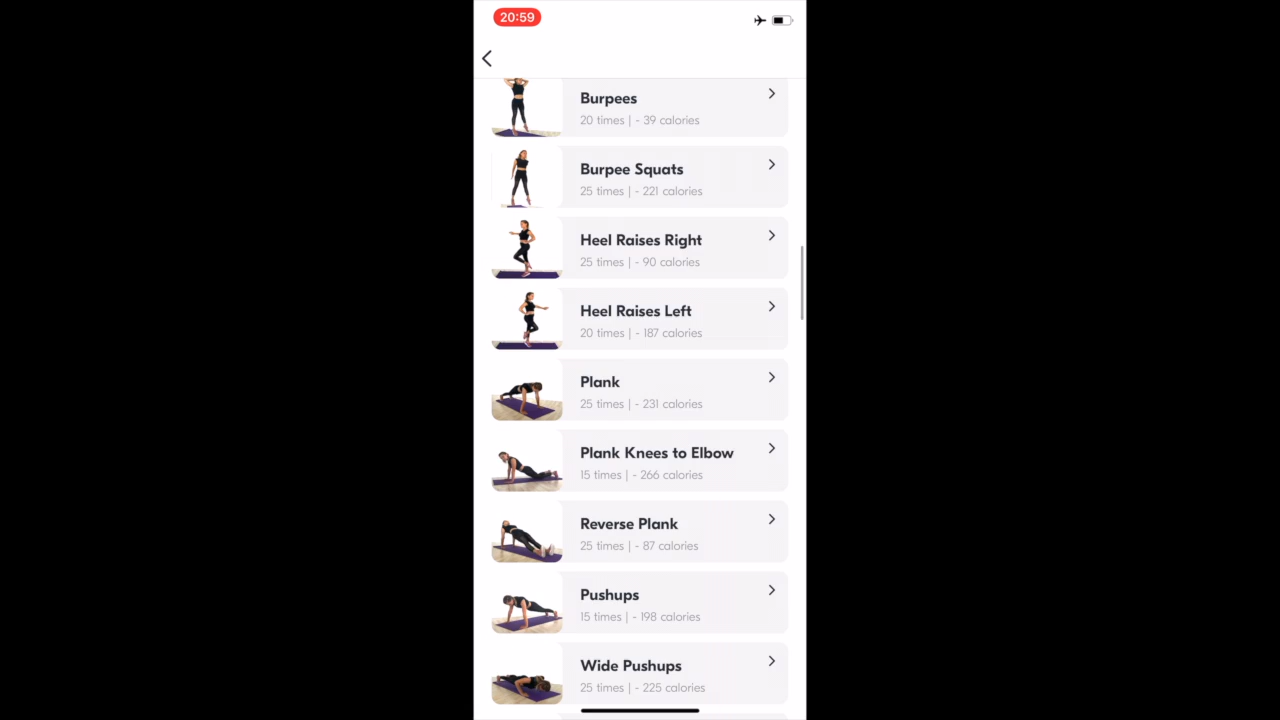 20:59
Burpees
20 times | - 39 calories
Burpee Squats
25 times | - 221 calories
Heel Raises Right
25 times | - 90 calories
Heel Raises Left
20 times | - 187 calories
Plank
25 times | - 231 calories
Plank Knees to Elbow
15 times | - 266 calories
Reverse Plank
25 times | - 87 calories
Pushups
15 times | - 198 calories
Wide Pushups
25 times | - 225 calories